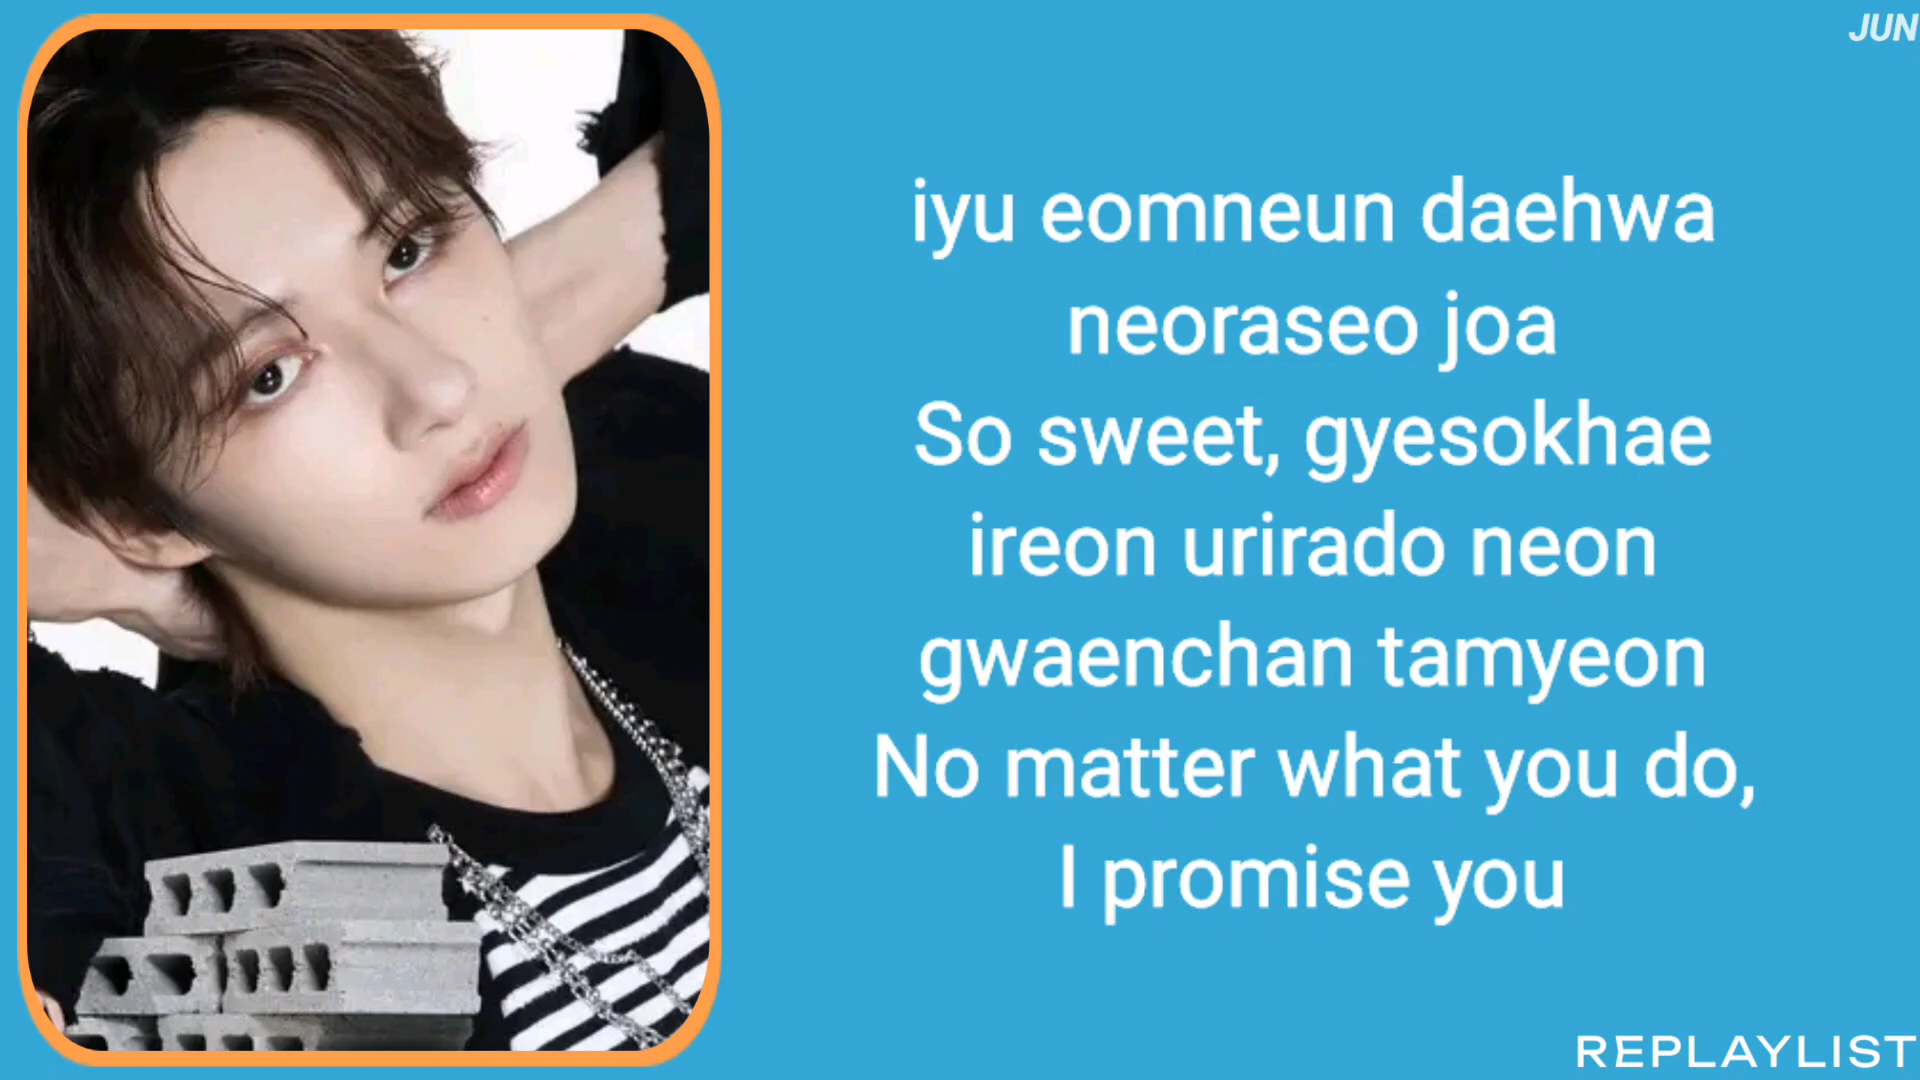 JUN
iyu eomneun daehwa
neoraseo joa
So sweet, gyesokhae
ireon urirado neon
gwaenchan tamyeon
No matter what you do,
I promise you
REPLAYLIST